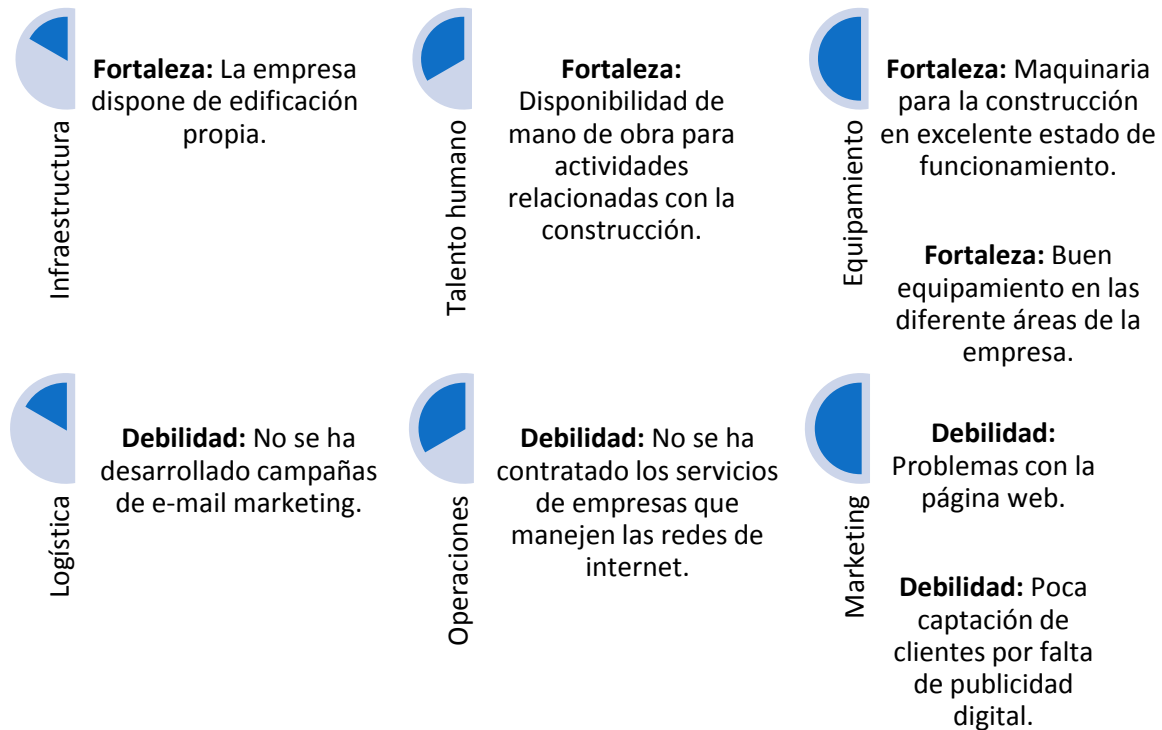 Infraestructura
Fortaleza: La empresa
dispone de edificación
propia.
Talento humano
Fortaleza:
Disponibilidad de
mano de obra para
actividades
relacionadas con la
construcción.
Equipamiento
Fortaleza: Maquinaria
para la construcción
en excelente estado de
funcionamiento.
Fortaleza: Buen
equipamiento en las
diferente áreas de la
empresa.
Logística
Debilidad: No se ha
desarrollado campañas
de e-mail marketing.
Operaciones
Debilidad: No se ha
contratado los servicios
de empresas que
manejen las redes de
internet.
Marketing
Debilidad:
Problemas con la
página web.
Debilidad: Poca
captación de
clientes por falta
de publicidad
digital.